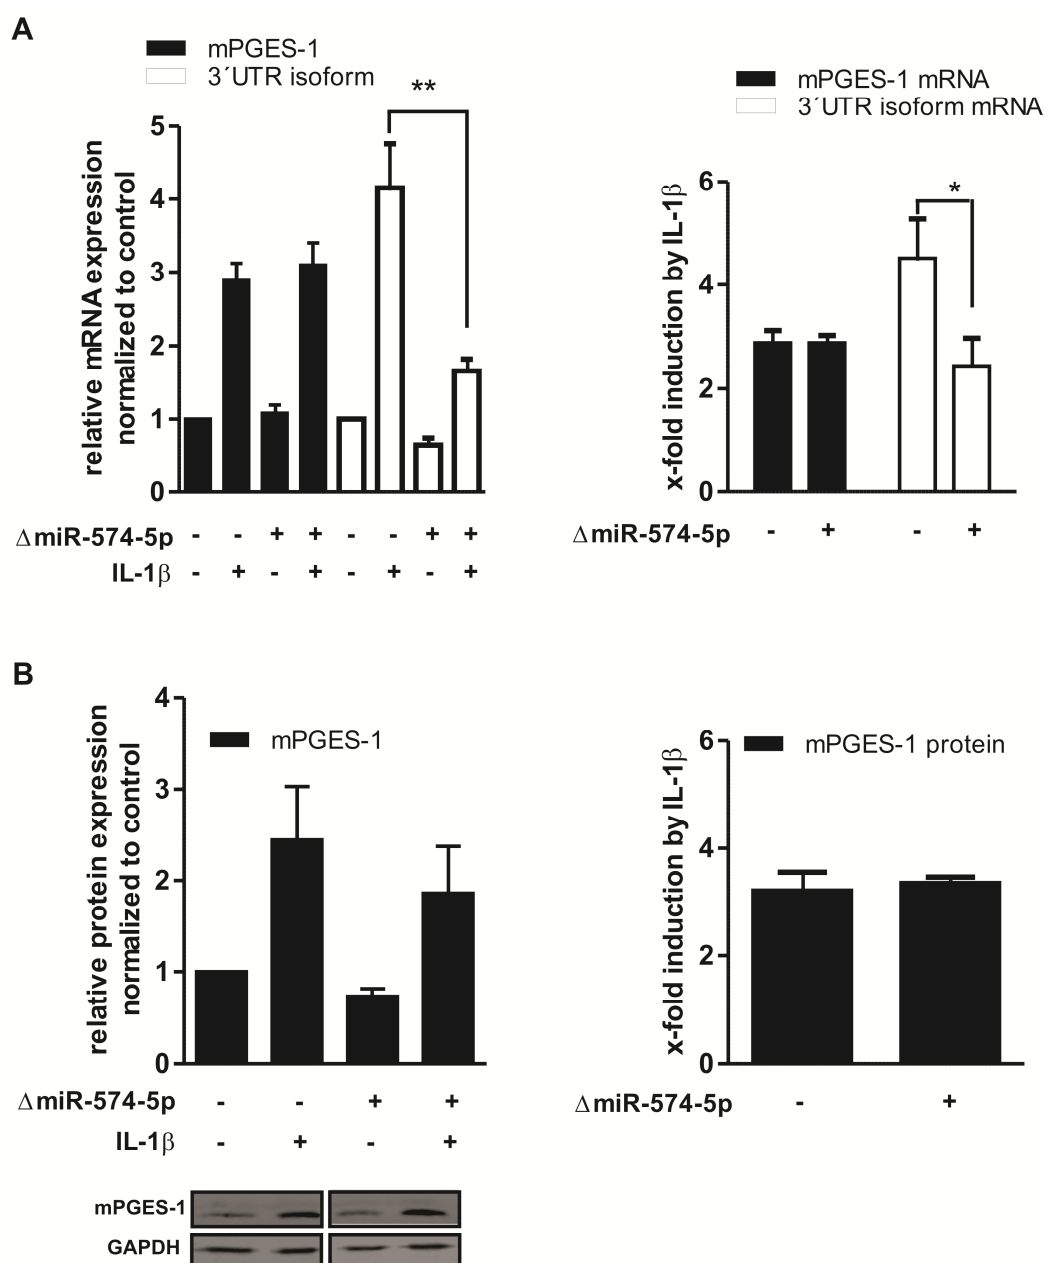 A
mPGES-1
3´UTR isoform
**
relative mRNA expression
normalized to control
5
4
3
2
1
0
ΔmiR-574-5p - - + + - - + +
IL-1β - + - + - + - +
mPGES-1 mRNA
3´UTR isoform mRNA
*
x-fold induction by IL-1β
6
4
2
0
ΔmiR-574-5p - + - +
B
mPGES-1
relative protein expression
normalized to control
4
3
2
1
0
ΔmiR-574-5p - - + +
IL-1β - + - +
mPGES-1
GAPDH
mPGES-1 protein
x-fold induction by IL-1β
6
4
2
0
ΔmiR-574-5p - +